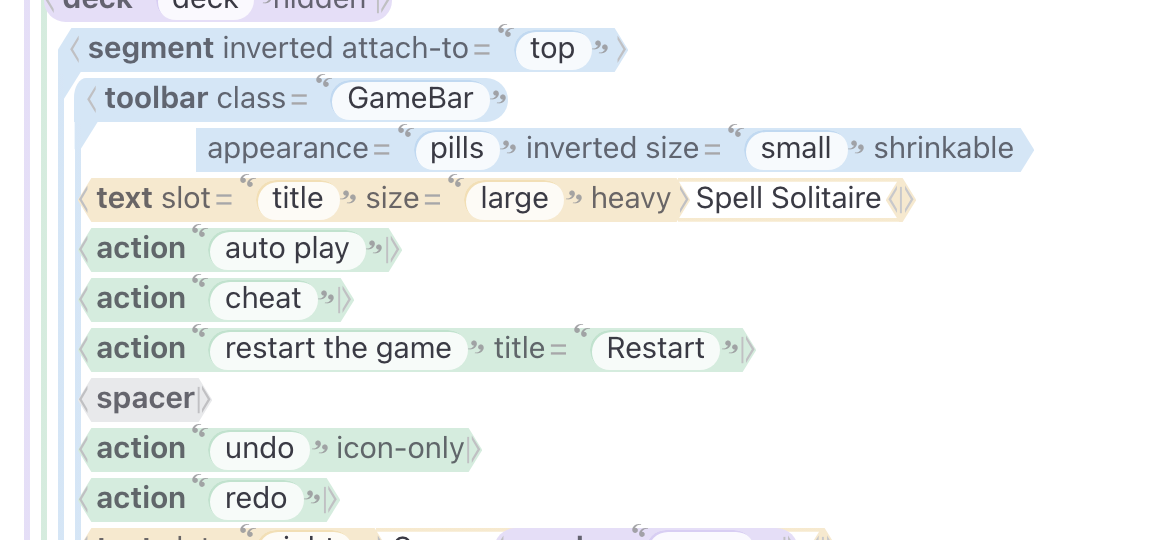 deck “deck” hidden
segment inverted attach-to=“top”
toolbar class=“GameBar”
appearance=“pills” inverted size=“small” shrinkable
text slot=“title” size=“large” heavy Spell Solitaire
action “auto play”
action “cheat”
action “restart the game” title=“Restart”
spacer
action “undo” icon-only
action “redo”